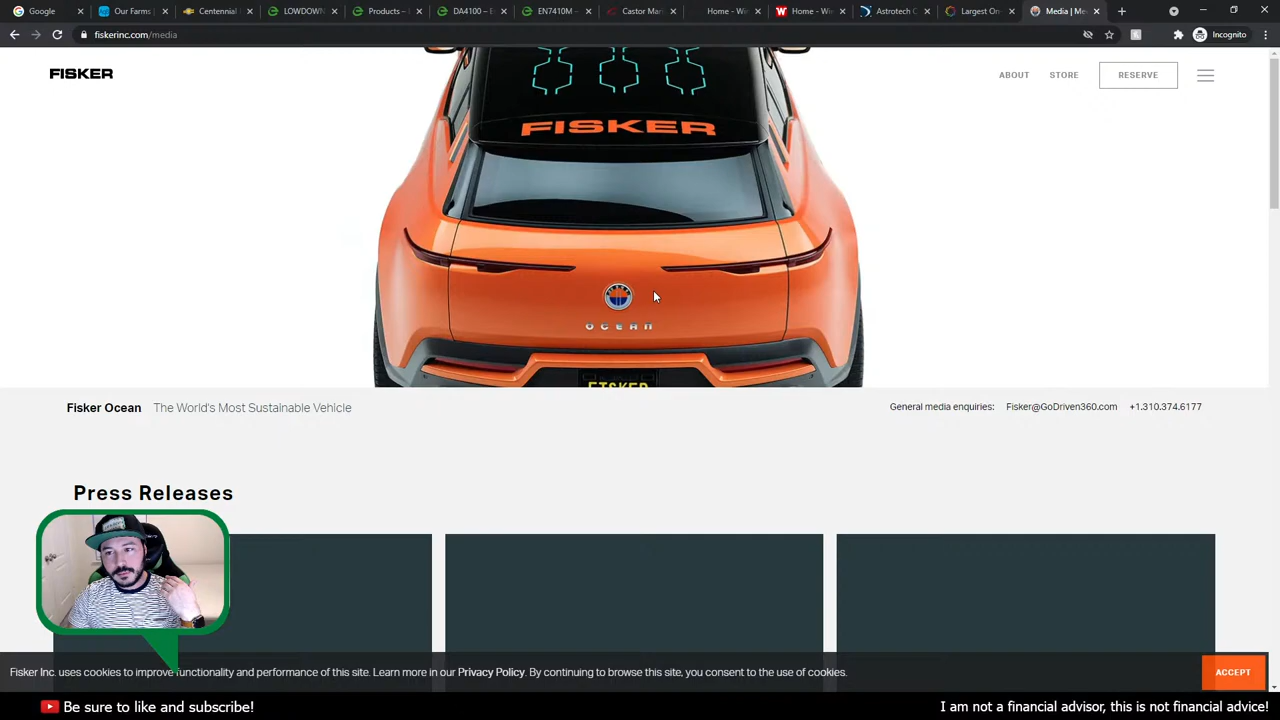 Google
Our Farms
Centennial
LOWDOWN
Products –
DA4100 – E
EN7410M –
Castor Mar
Home - Win
Home – Win
Astrotech C
Largest On
Media | Me
fiskerinc.com/media
Incognito
FISKER
ABOUT
STORE
RESERVE
FISKER
FISKER
OCEAN
FISKER
Fisker Ocean The World's Most Sustainable Vehicle
General media enquiries: Fisker@GoDriven360.com +1.310.374.6177
Press Releases
Fisker Inc. uses cookies to improve functionality and performance of this site. Learn more in our Privacy Policy. By continuing to browse this site, you consent to the use of cookies.
ACCEPT
Be sure to like and subscribe!
I am not a financial advisor, this is not financial advice!